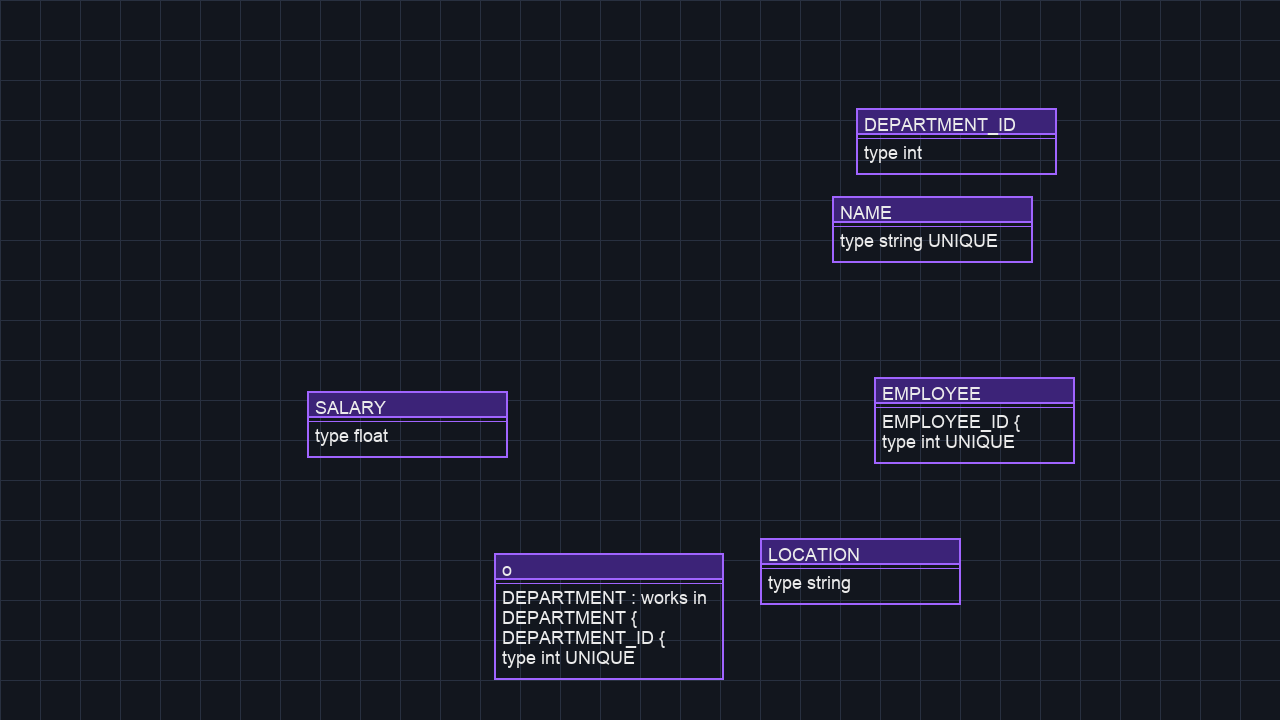 DEPARTMENT_ID
type int
NAME
type string UNIQUE
EMPLOYEE
EMPLOYEE_ID {
type int UNIQUE
SALARY
type float
LOCATION
type string
o
DEPARTMENT : works in
DEPARTMENT {
DEPARTMENT_ID {
type int UNIQUE